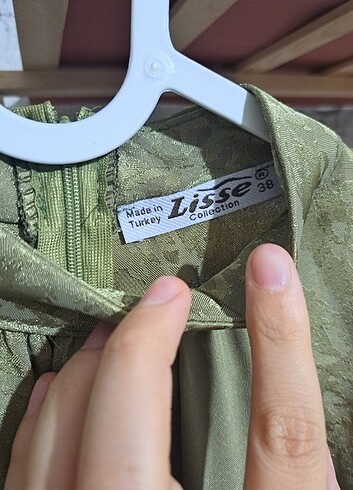 Made in
Turkey
Lisse ®
Collection
38